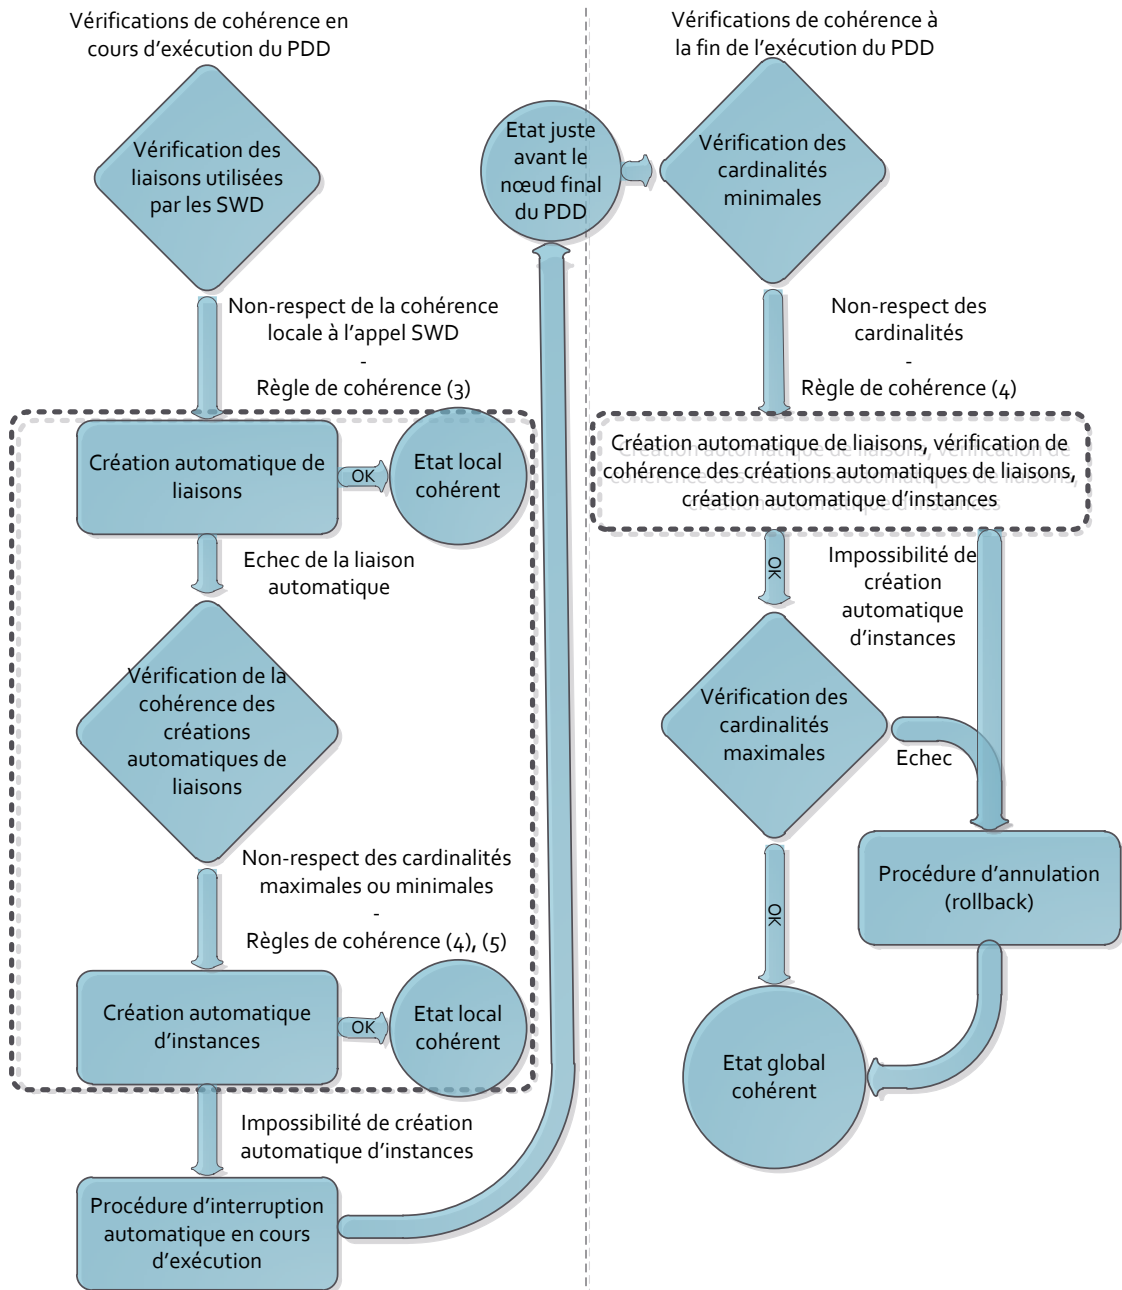 Vérifications de cohérence en
cours d'exécution du PDD
Vérification des
liaisons utilisées
par les SWD
Non-respect de la cohérence
locale à l'appel SWD
-
Règle de cohérence (3)
Création automatique de
liaisons
OK
Etat local
cohérent
Echec de la liaison
automatique
Vérification de la
cohérence des
créations
automatiques de
liaisons
Non-respect des cardinalités
maximales ou minimales
-
Règles de cohérence (4), (5)
Création automatique
d'instances
OK
Etat local
cohérent
Impossibilité de création
automatique d'instances
Procédure d'interruption
automatique en cours
d'exécution
Etat juste
avant le
nœud final
du PDD
Vérifications de cohérence à
la fin de l'exécution du PDD
Vérification des
cardinalités
minimales
Non-respect des
cardinalités
-
Règle de cohérence (4)
Création automatique de liaisons, vérification de
cohérence des créations automatiques de liaisons,
création automatique d'instances
OK
Impossibilité de
création
automatique
d'instances
Vérification des
cardinalités
maximales
Echec
Procédure d'annulation
(rollback)
OK
Etat global
cohérent